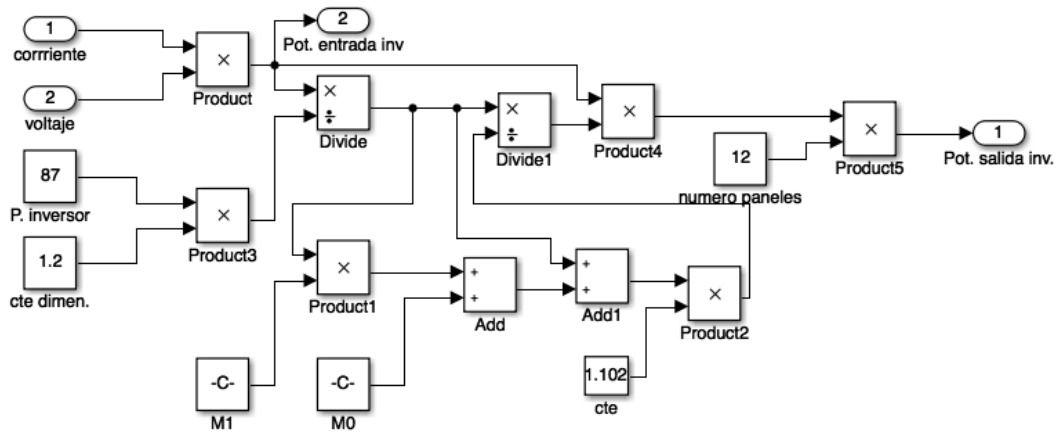 1
corrriente
2
voltaje
×
Product
2
Pot. entrada inv
×
÷
Divide
×
÷
Divide1
×
Product4
×
Product5
1
Pot. salida inv.
12
numero paneles
87
P. inversor
1.2
cte dimen.
×
Product3
×
Product1
+
+
Add
+
+
Add1
×
Product2
-C-
M1
-C-
M0
1.102
cte